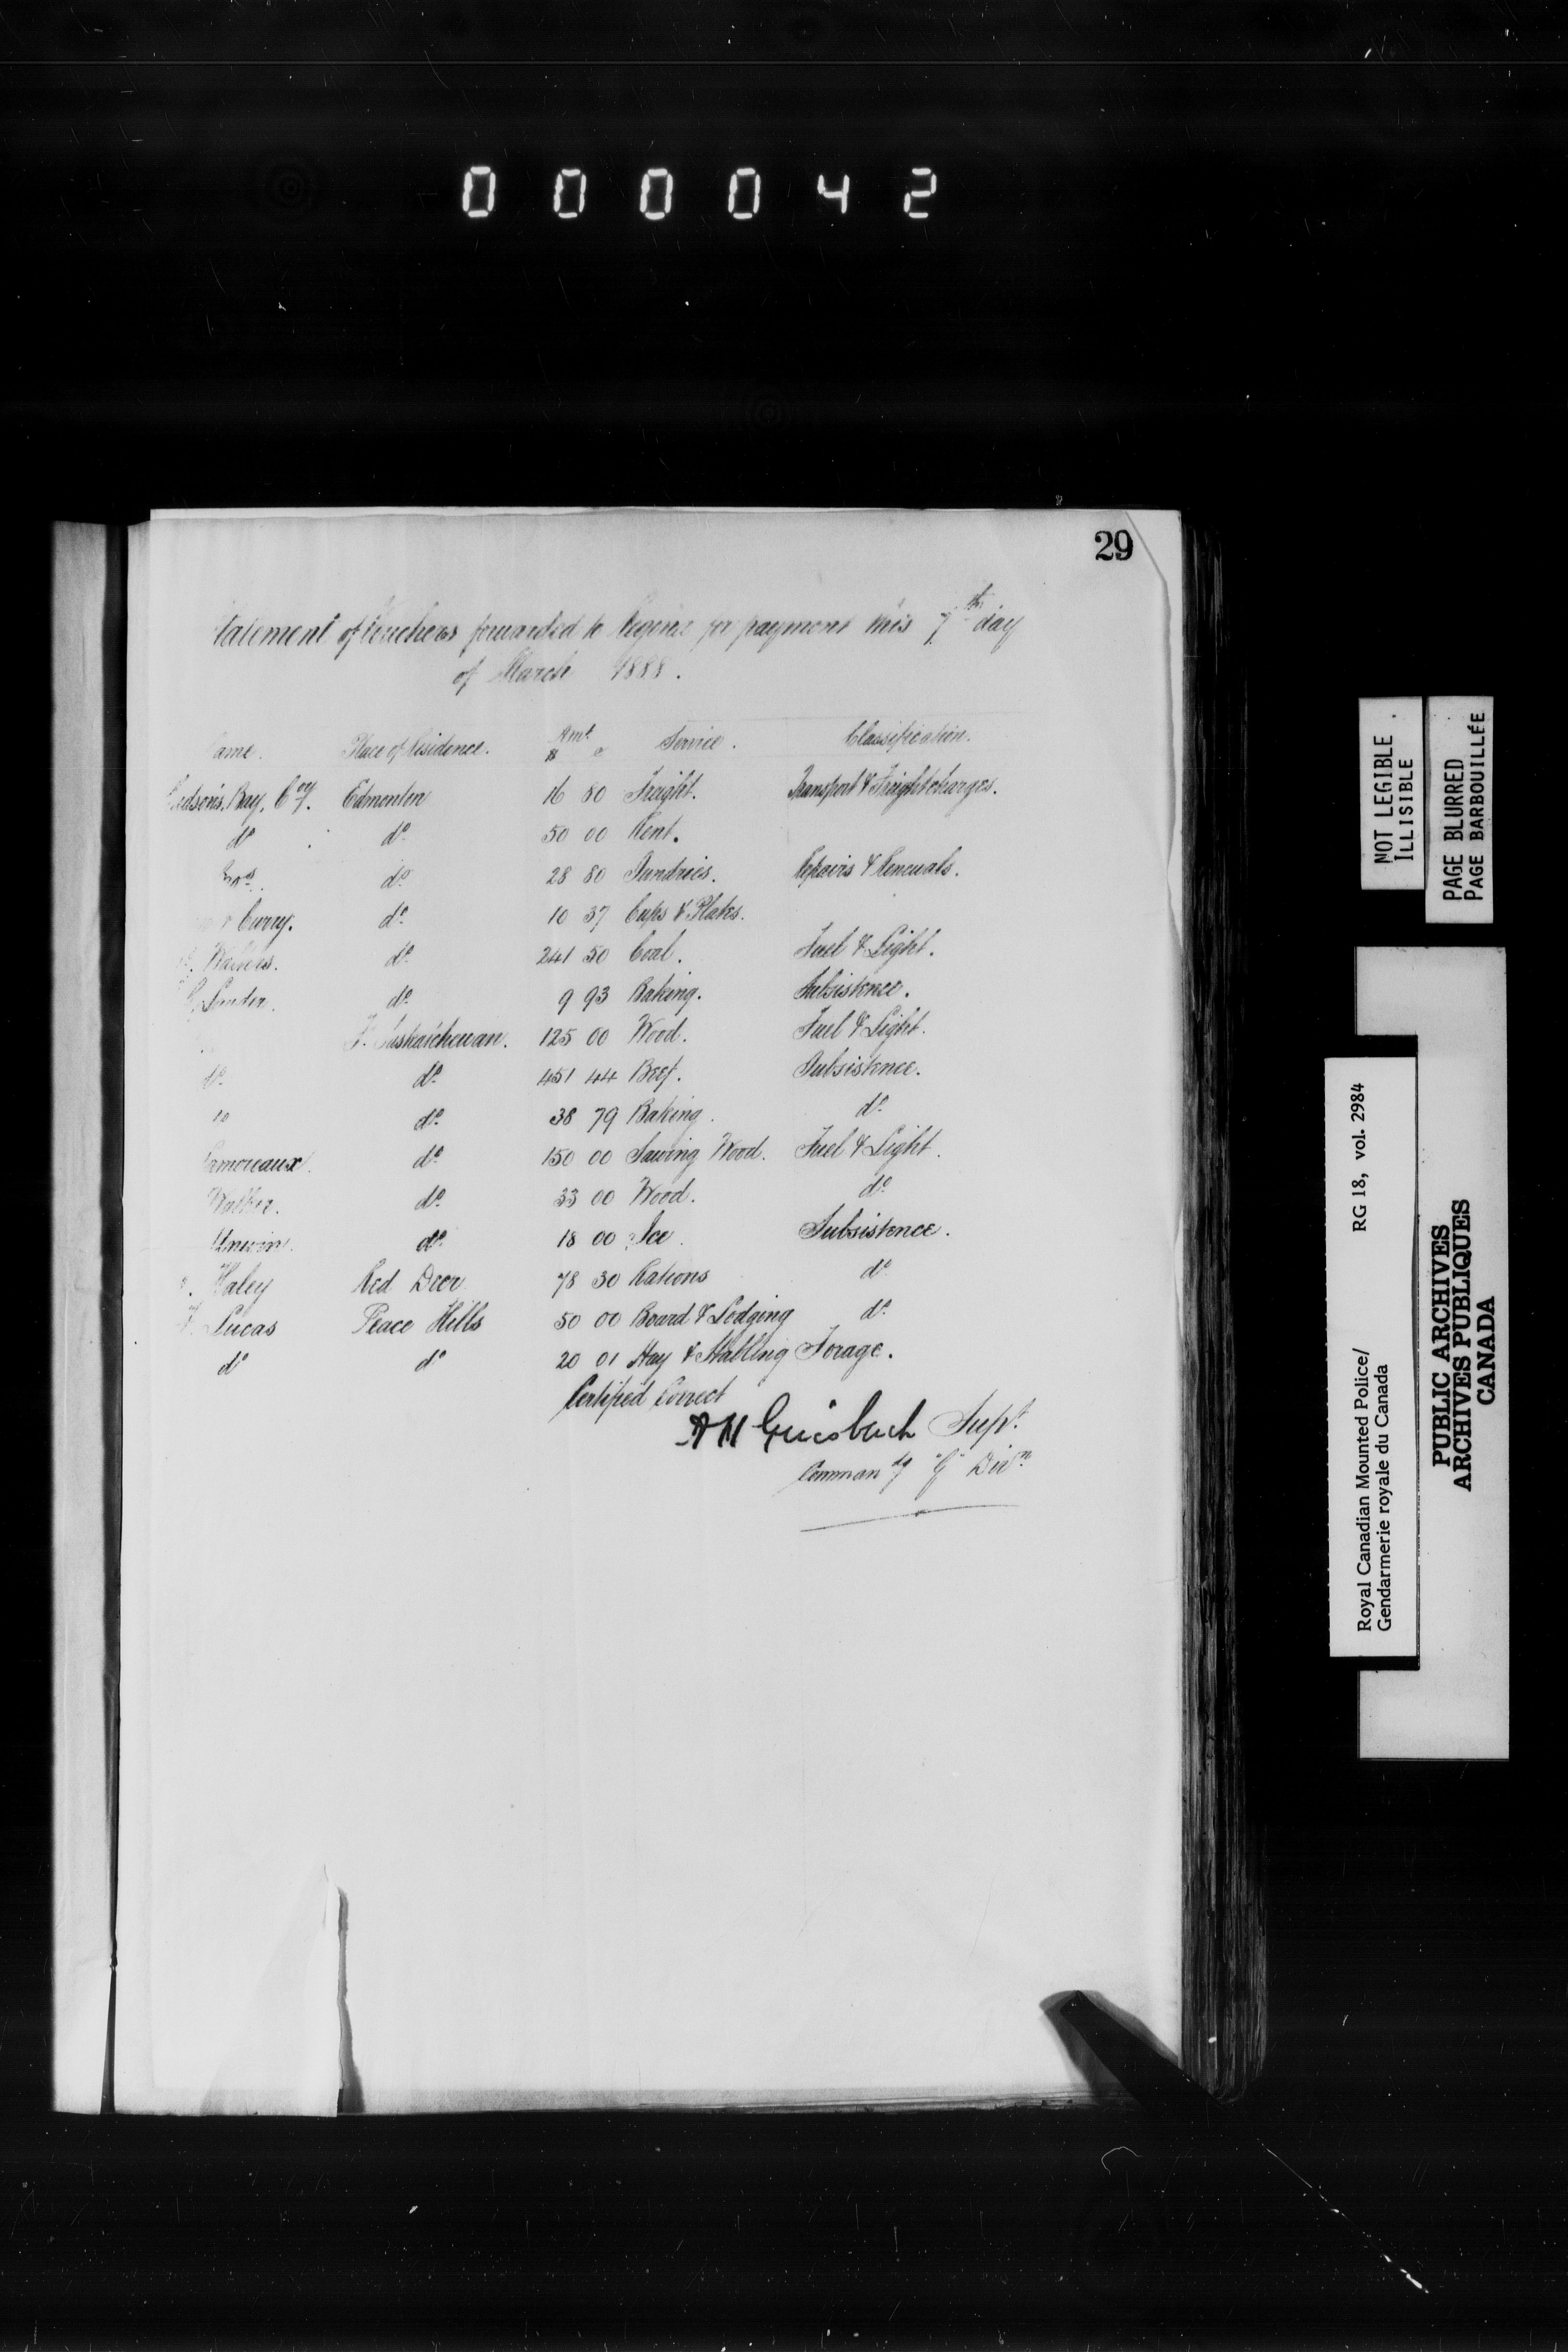 000042
29
tatement of Vouchers forwarded to Regina for payment this 7th day
of March 1888.
ame. Place of Residence. Amt $ c Service. Classification.
udson's Bay, Coy. Edmonton 16 80 Freight. Transport & Freight charges.
do do 50 00 Rent.
do 28 80 Sundries. Repairs & Renewals.
Curry. do 10 37 Cups & Plates.
do 241 50 Coal. Fuel & Light.
do 9 93 Baking. Subsistence.
F. Saskatchewan. 125 00 Wood. Fuel & Light.
do do 451 44 Beef. Subsistence.
do do 38 79 Baking. do
amoreaux. do 150 00 Sawing Wood. Fuel & Light.
Walker. do 33 00 Wood. do
Unwin. do 18 00 Ice. Subsistence.
Haley Red Deer 78 30 Rations do
Lucas Peace Hills 50 00 Board & Lodging do
do do 20 01 Hay & Stabling Forage.
Certified Correct
A H Griesbach Supt
Commandg "G" Divn
NOT LEGIBLE
ILLISIBLE
PAGE BLURRED
PAGE BARBOUILLÉE
Royal Canadian Mounted Police/ RG 18, vol. 2984
Gendarmerie royale du Canada
PUBLIC ARCHIVES
ARCHIVES PUBLIQUES
CANADA